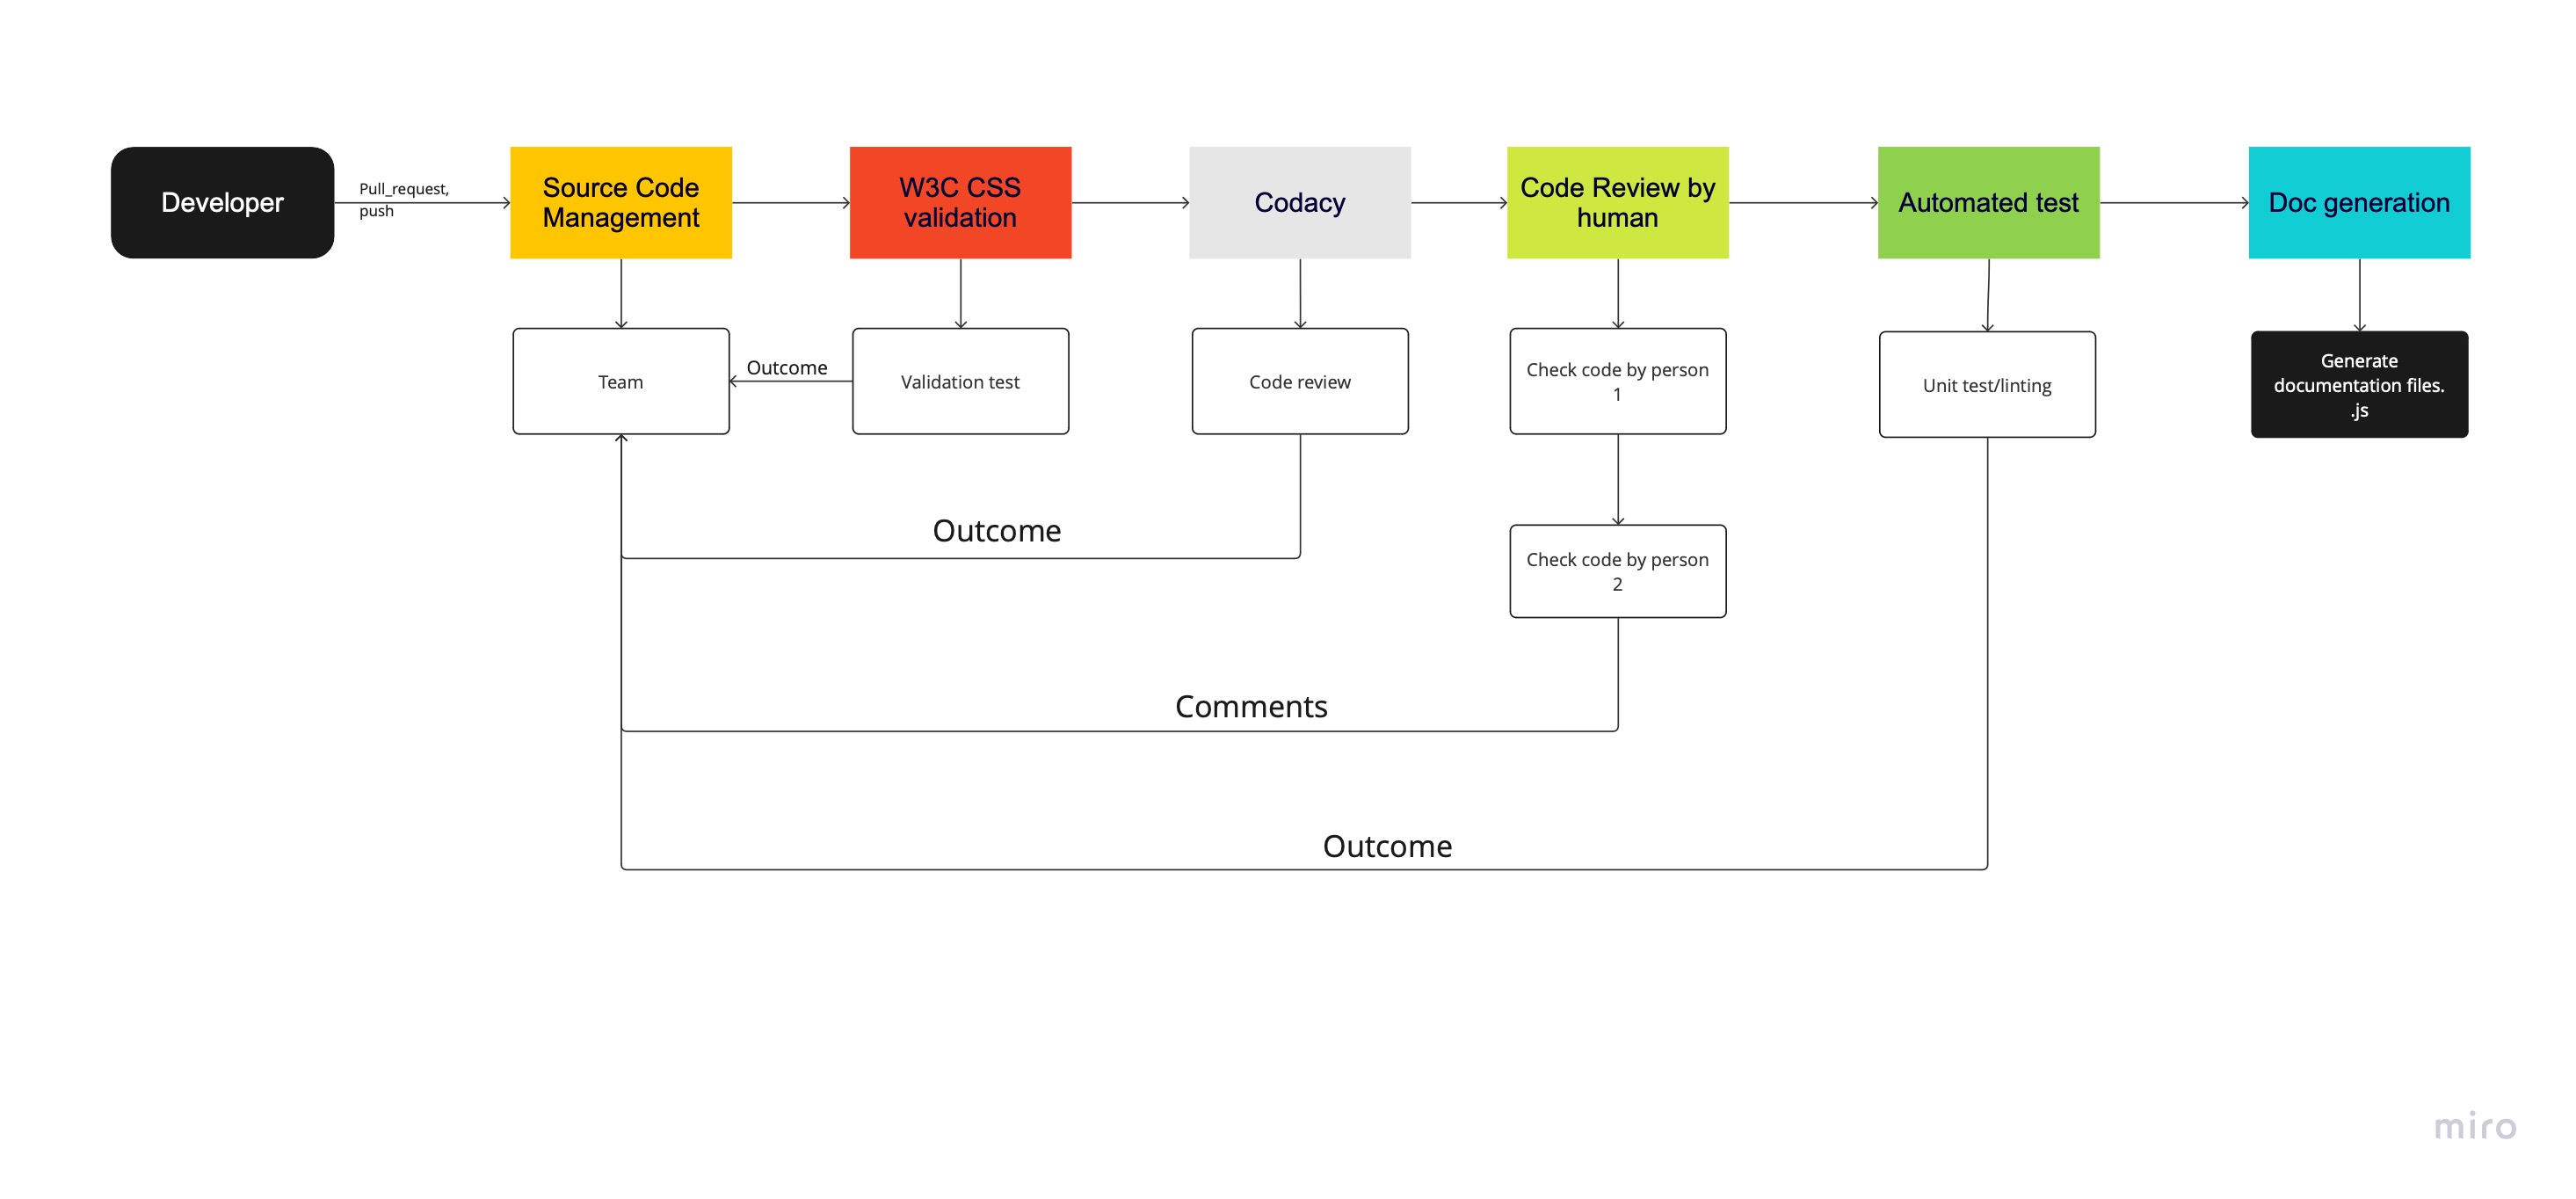 Developer
Pull_request,
push
Source Code
Management
W3C CSS
validation
Codacy
Code Review by
human
Automated test
Doc generation
Team
Outcome
Validation test
Code review
Check code by person
1
Unit test/linting
Generate
documentation files.
.js
Outcome
Check code by person
2
Comments
Outcome
miro